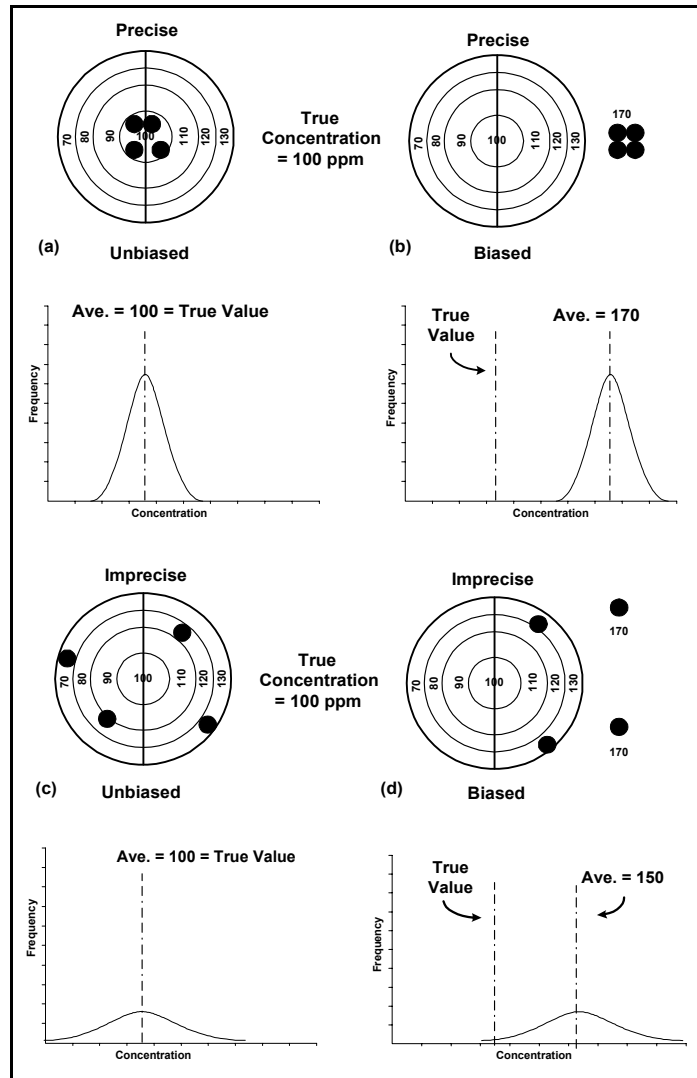 Precise
70 80 90 100 110 120 130
(a)
Unbiased
True
Concentration
= 100 ppm
Precise
70 80 90 100 110 120 130
170
(b)
Biased
Ave. = 100 = True Value
Frequency
Concentration
True
Value
Ave. = 170
Frequency
Concentration
Imprecise
70 80 90 100 110 120 130
(c)
Unbiased
True
Concentration
= 100 ppm
Imprecise
70 80 90 100 110 120 130
170
170
(d)
Biased
Ave. = 100 = True Value
Frequency
Concentration
True
Value
Ave. = 150
Frequency
Concentration